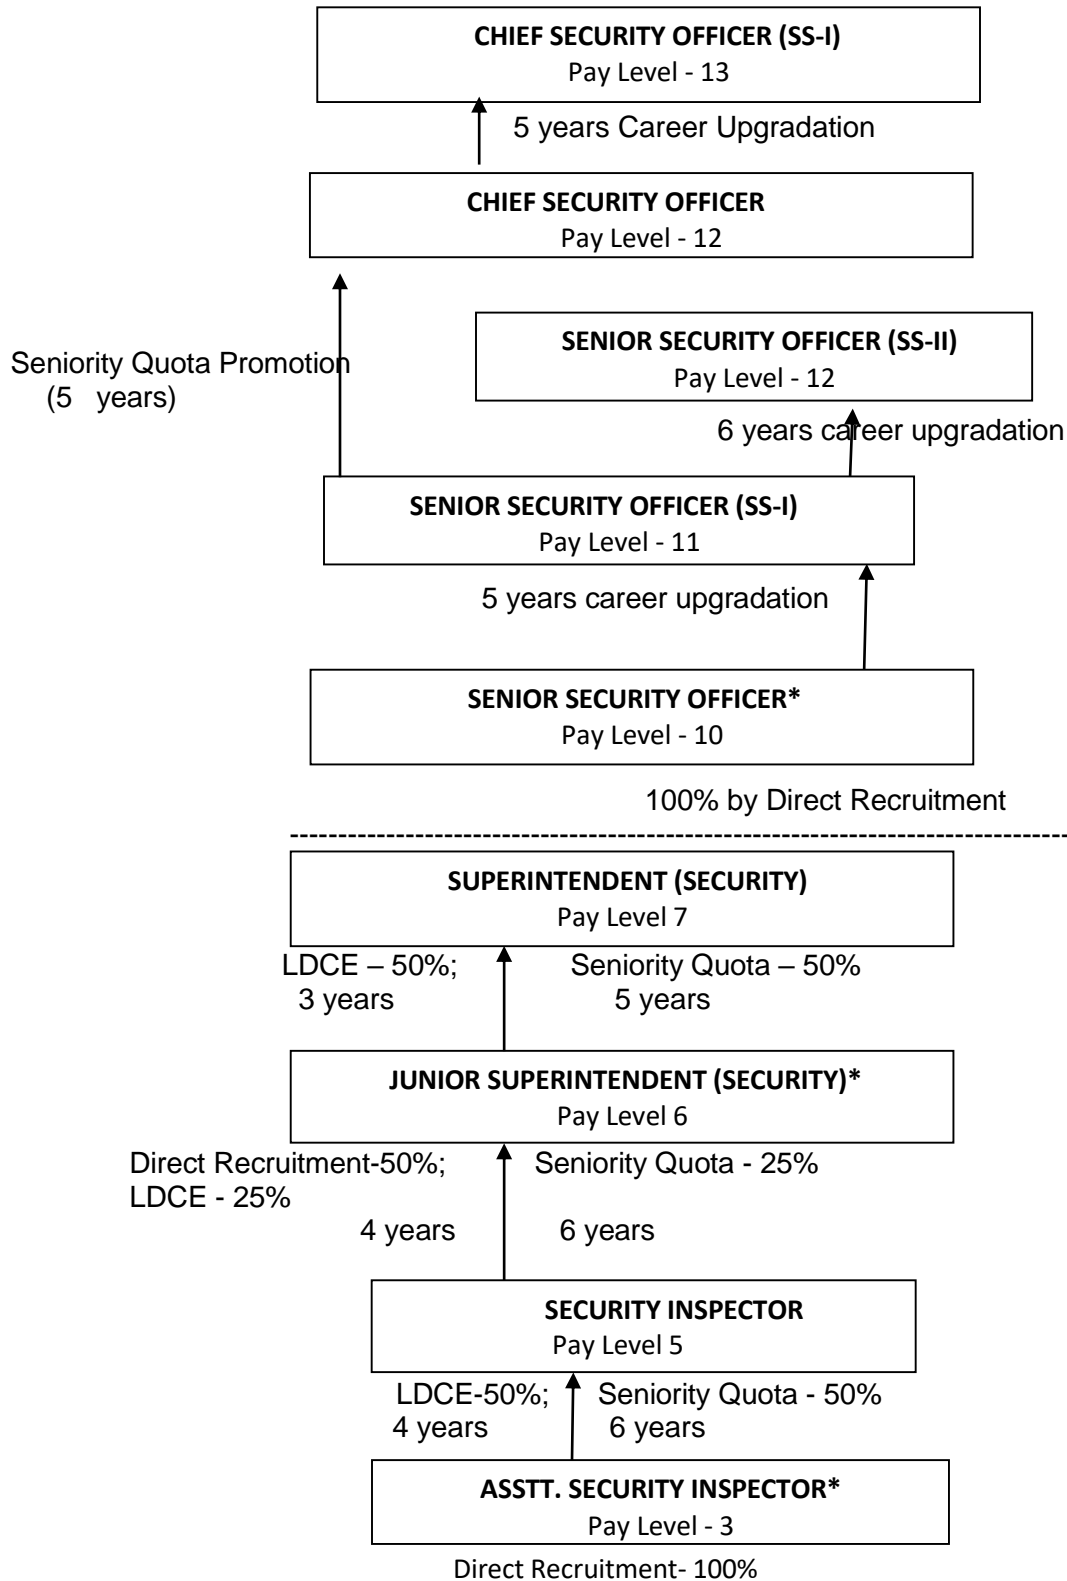 CHIEF SECURITY OFFICER (SS-I)
Pay Level - 13
5 years Career Upgradation
CHIEF SECURITY OFFICER
Pay Level - 12
SENIOR SECURITY OFFICER (SS-II)
Pay Level - 12
Seniority Quota Promotion
(5 years)
6 years career upgradation
SENIOR SECURITY OFFICER (SS-I)
Pay Level - 11
5 years career upgradation
SENIOR SECURITY OFFICER*
Pay Level - 10
100% by Direct Recruitment
SUPERINTENDENT (SECURITY)
Pay Level 7
LDCE – 50%; Seniority Quota – 50%
3 years 5 years
JUNIOR SUPERINTENDENT (SECURITY)*
Pay Level 6
Direct Recruitment-50%; Seniority Quota - 25%
LDCE - 25%
4 years 6 years
SECURITY INSPECTOR
Pay Level 5
LDCE-50%; Seniority Quota - 50%
4 years 6 years
ASSTT. SECURITY INSPECTOR*
Pay Level - 3
Direct Recruitment- 100%